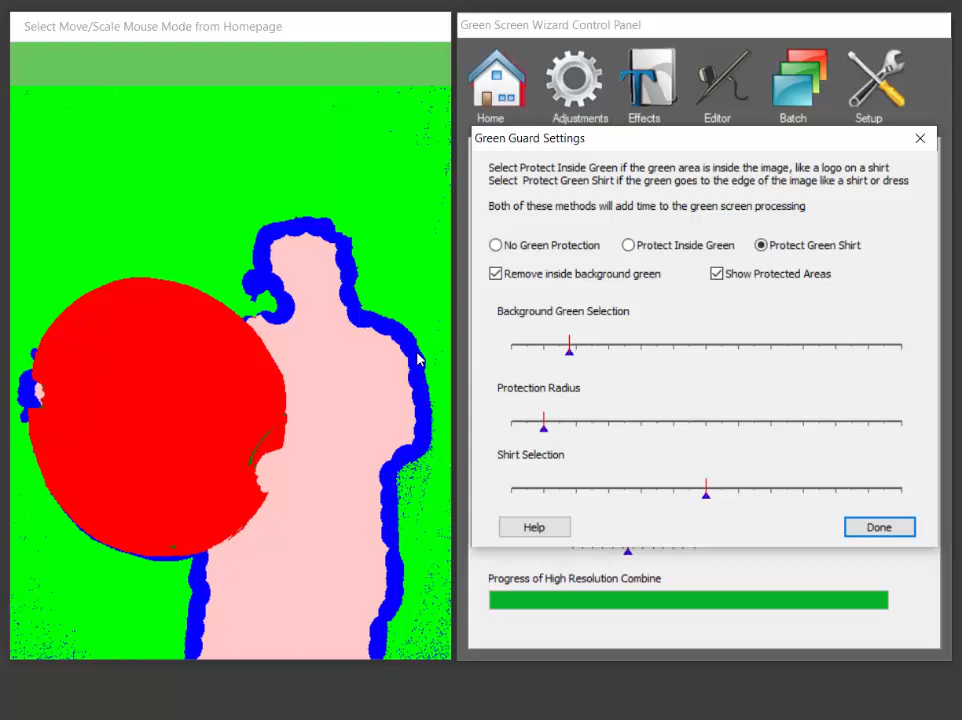 Select Move/Scale Mouse Mode from Homepage
Green Screen Wizard Control Panel
Home Adjustments Effects Editor Batch Setup
Green Guard Settings
Select Protect Inside Green if the green area is inside the image, like a logo on a shirt
Select Protect Green Shirt if the green goes to the edge of the image like a shirt or dress
Both of these methods will add time to the green screen processing
No Green Protection Protect Inside Green Protect Green Shirt
Remove inside background green Show Protected Areas
Background Green Selection
Protection Radius
Shirt Selection
Help Done
Progress of High Resolution Combine